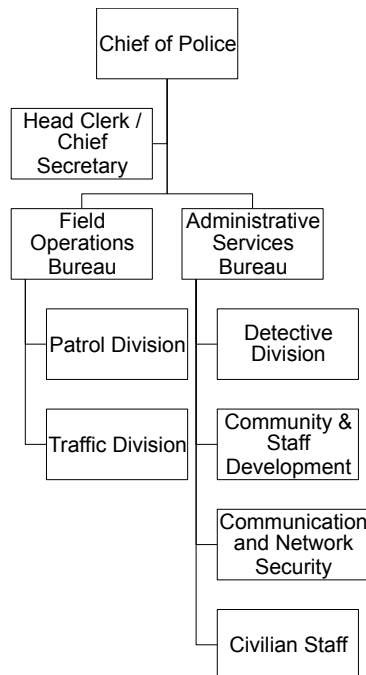 Chief of Police
Head Clerk /
Chief
Secretary
Field
Operations
Bureau
Administrative
Services
Bureau
Patrol Division
Detective
Division
Traffic Division
Community &
Staff
Development
Communication
and Network
Security
Civilian Staff